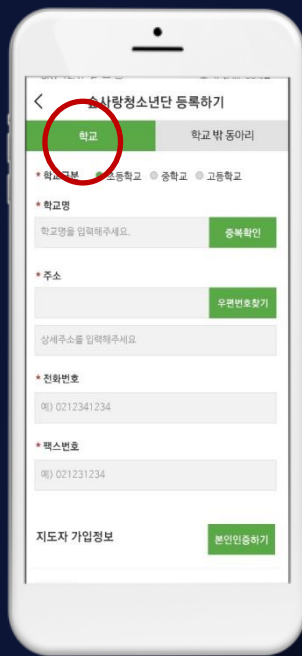 숲사랑청소년단 등록하기
학교 학교 밖 동아리
* 학교구분 초등학교 중학교 고등학교
* 학교명
학교명을 입력해주세요. 중복확인
* 주소
우편번호찾기
상세주소를 입력해주세요
* 전화번호
예) 0212341234
* 팩스번호
예) 021231234
지도자 가입정보 본인인증하기